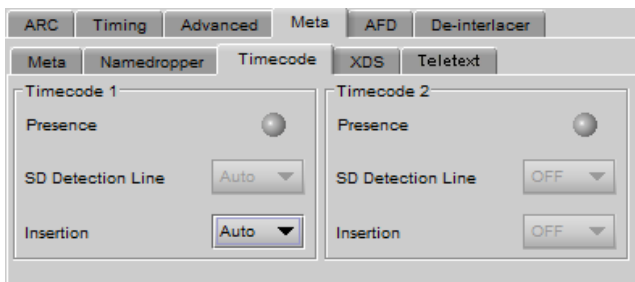 ARC Timing Advanced Meta AFD De-interlacer
Meta Namedropper Timecode XDS Teletext
Timecode 1 Timecode 2
Presence Presence
SD Detection Line Auto SD Detection Line OFF
Insertion Auto Insertion OFF